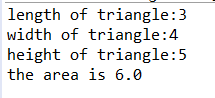 length of triangle:3
width of triangle:4
height of triangle:5
the area is 6.0